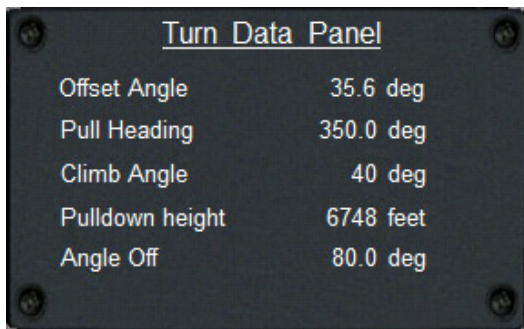 Turn Data Panel
Offset Angle 35.6 deg
Pull Heading 350.0 deg
Climb Angle 40 deg
Pulldown height 6748 feet
Angle Off 80.0 deg